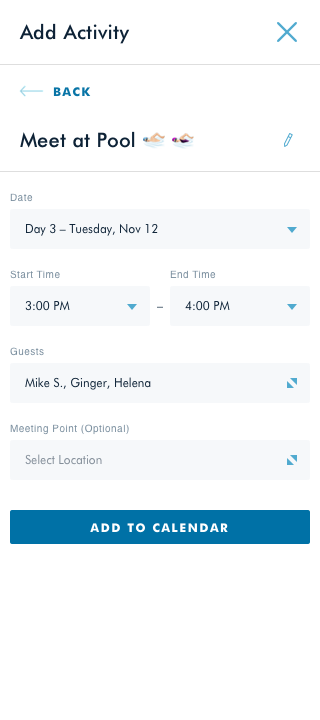 Add Activity
BACK
Meet at Pool 🏊🏻‍♂️ 🏊🏻‍♀️
Date
Day 3 – Tuesday, Nov 12
Start Time
End Time
3:00 PM – 4:00 PM
Guests
Mike S., Ginger, Helena
Meeting Point (Optional)
Select Location
ADD TO CALENDAR